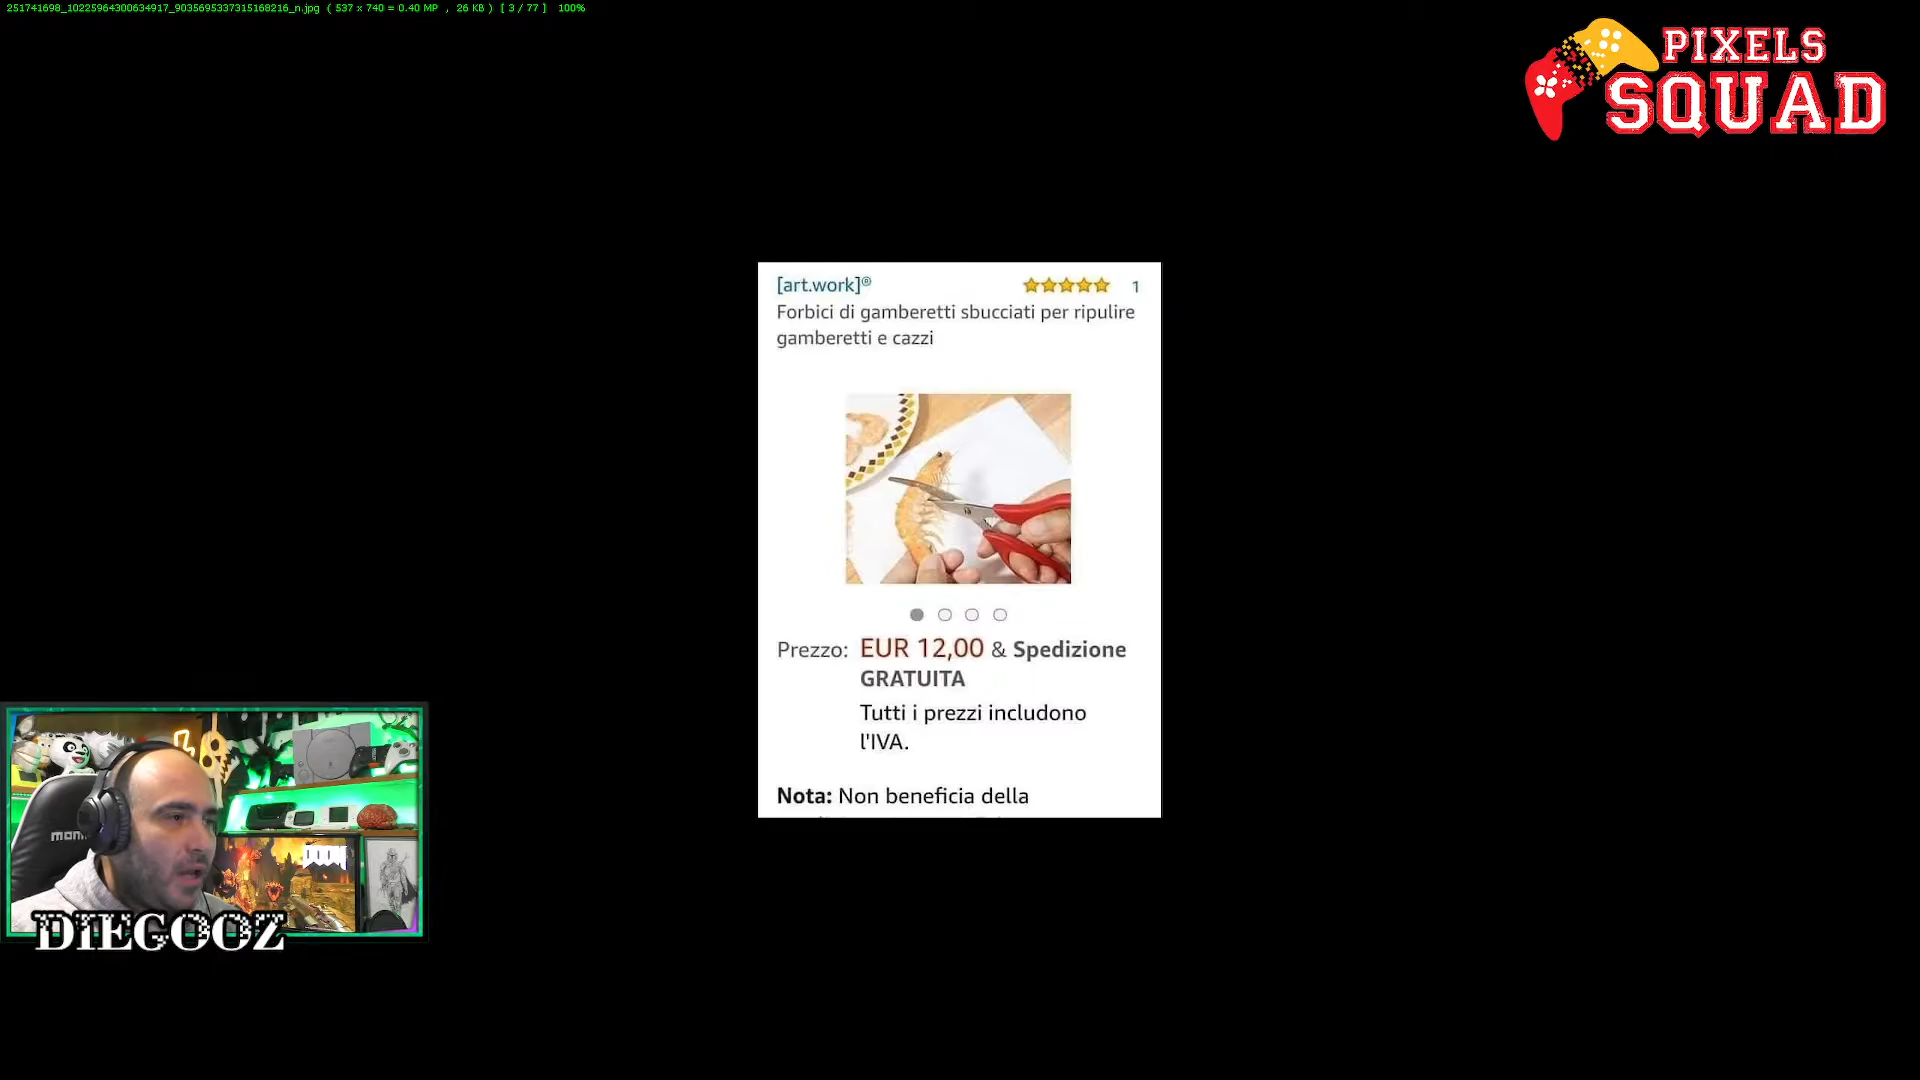 251741698_10225964300634917_9035695337315168216_n.jpg ( 537 x 740 = 0.40 MP , 26 KB ) [ 3 / 77 ] 100%
PIXELS
SQUAD
[art.work]® 1
Forbici di gamberetti sbucciati per ripulire
gamberetti e cazzi
Prezzo: EUR 12,00 & Spedizione
GRATUITA
Tutti i prezzi includono
l'IVA.
Nota: Non beneficia della
DOOM
DIEGOOZ